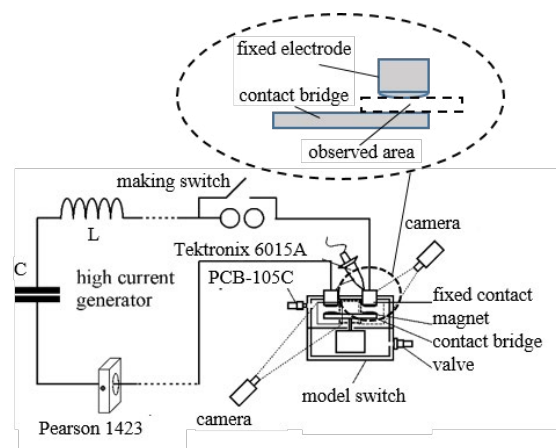 fixed electrode
contact bridge
observed area
making switch
camera
L
Tektronix 6015A
C
high current
generator
PCB-105C
fixed contact
magnet
contact bridge
valve
model switch
camera
Pearson 1423